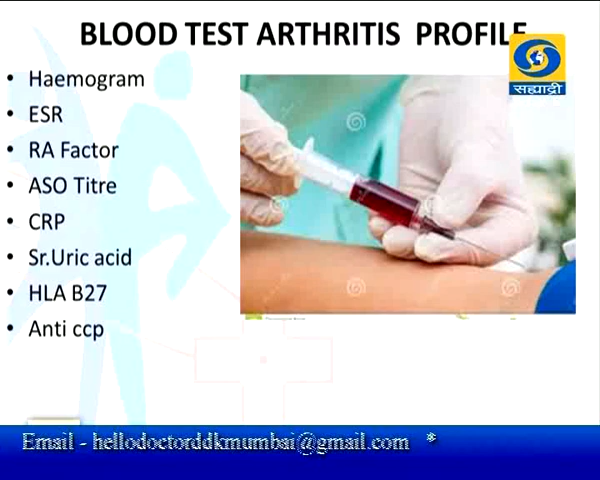 BLOOD TEST ARTHRITIS PROFILE
सह्याद्री
• Haemogram
• ESR
• RA Factor
• ASO Titre
• CRP
• Sr.Uric acid
• HLA B27
• Anti ccp
Email - hellodoctorddkmumbai@gmail.com *